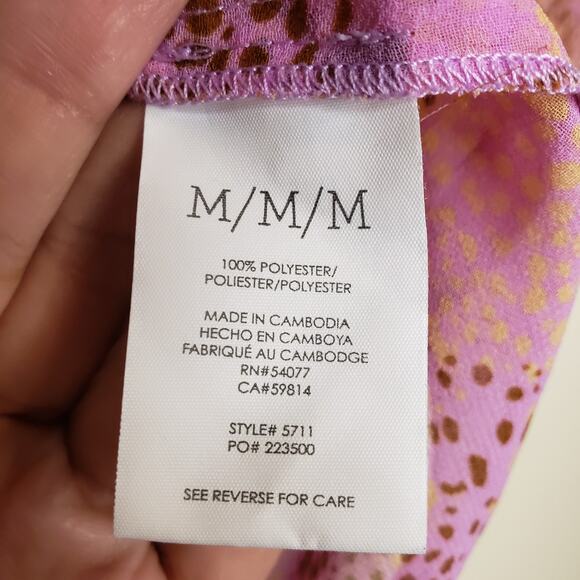 M/M/M
100% POLYESTER/
POLIESTER/POLYESTER
MADE IN CAMBODIA
HECHO EN CAMBOYA
FABRIQUÉ AU CAMBODGE
RN#54077
CA#59814
STYLE# 5711
PO# 223500
SEE REVERSE FOR CARE